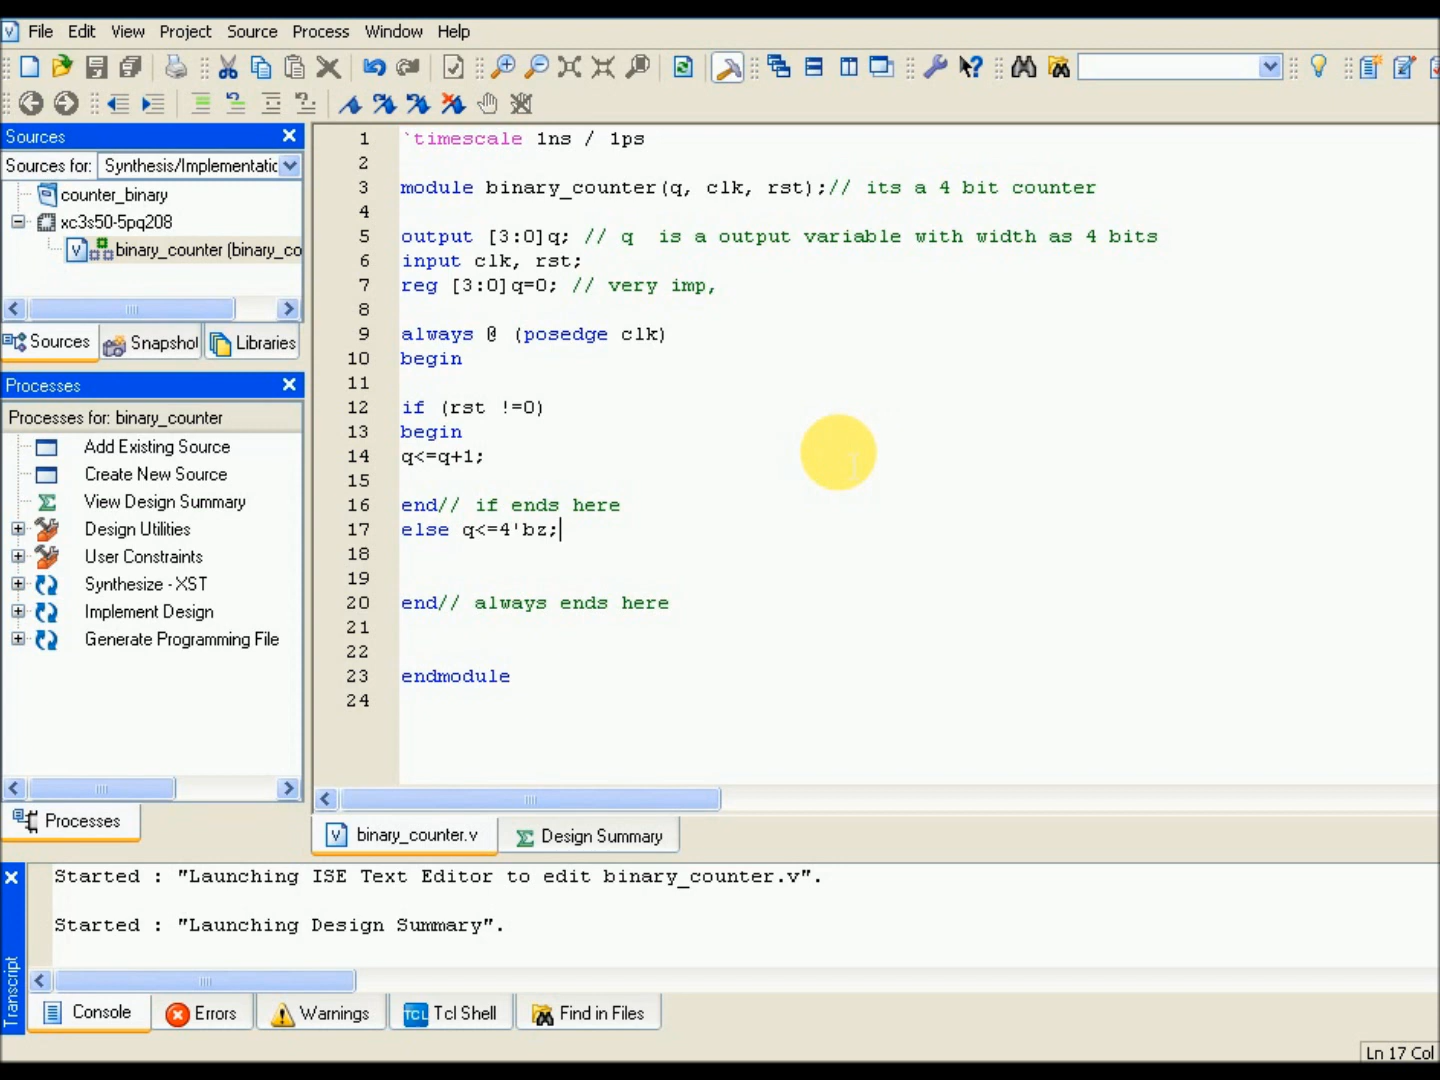 File Edit View Project Source Process Window Help
Sources
Sources for: Synthesis/Implementatic
counter_binary
xc3s50-5pq208
binary_counter (binary_co
Sources Snapshol Libraries
Processes
Processes for: binary_counter
Add Existing Source
Create New Source
View Design Summary
Design Utilities
User Constraints
Synthesize - XST
Implement Design
Generate Programming File
Processes
1 `timescale 1ns / 1ps
2
3 module binary_counter(q, clk, rst);// its a 4 bit counter
4
5 output [3:0]q; // q  is a output variable with width as 4 bits
6 input clk, rst;
7 reg [3:0]q=0; // very imp,
8
9 always @ (posedge clk)
10 begin
11
12 if (rst !=0)
13 begin
14 q<=q+1;
15
16 end// if ends here
17 else q<=4'bz;
18
19
20 end// always ends here
21
22
23 endmodule
24
binary_counter.v Design Summary
Started : "Launching ISE Text Editor to edit binary_counter.v".
Started : "Launching Design Summary".
Transcript
Console Errors Warnings Tcl Shell Find in Files
Ln 17 Col